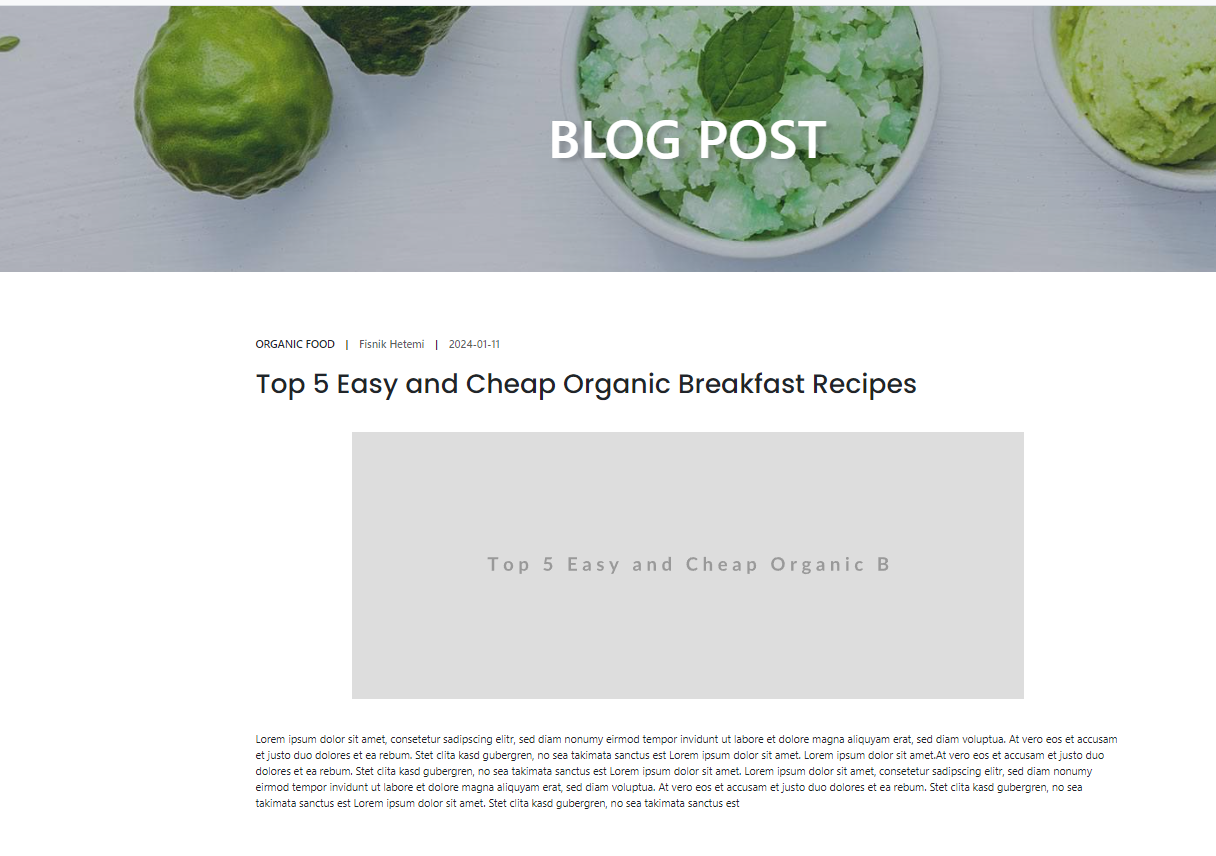 BLOG POST
ORGANIC FOOD | Fisnik Hetemi | 2024-01-11
Top 5 Easy and Cheap Organic Breakfast Recipes
Top 5 Easy and Cheap Organic B
Lorem ipsum dolor sit amet, consetetur sadipscing elitr, sed diam nonumy eirmod tempor invidunt ut labore et dolore magna aliquyam erat, sed diam voluptua. At vero eos et accusam
et justo duo dolores et ea rebum. Stet clita kasd gubergren, no sea takimata sanctus est Lorem ipsum dolor sit amet. Lorem ipsum dolor sit amet.At vero eos et accusam et justo duo
dolores et ea rebum. Stet clita kasd gubergren, no sea takimata sanctus est Lorem ipsum dolor sit amet. Lorem ipsum dolor sit amet, consetetur sadipscing elitr, sed diam nonumy
eirmod tempor invidunt ut labore et dolore magna aliquyam erat, sed diam voluptua. At vero eos et accusam et justo duo dolores et ea rebum. Stet clita kasd gubergren, no sea
takimata sanctus est Lorem ipsum dolor sit amet. Stet clita kasd gubergren, no sea takimata sanctus est